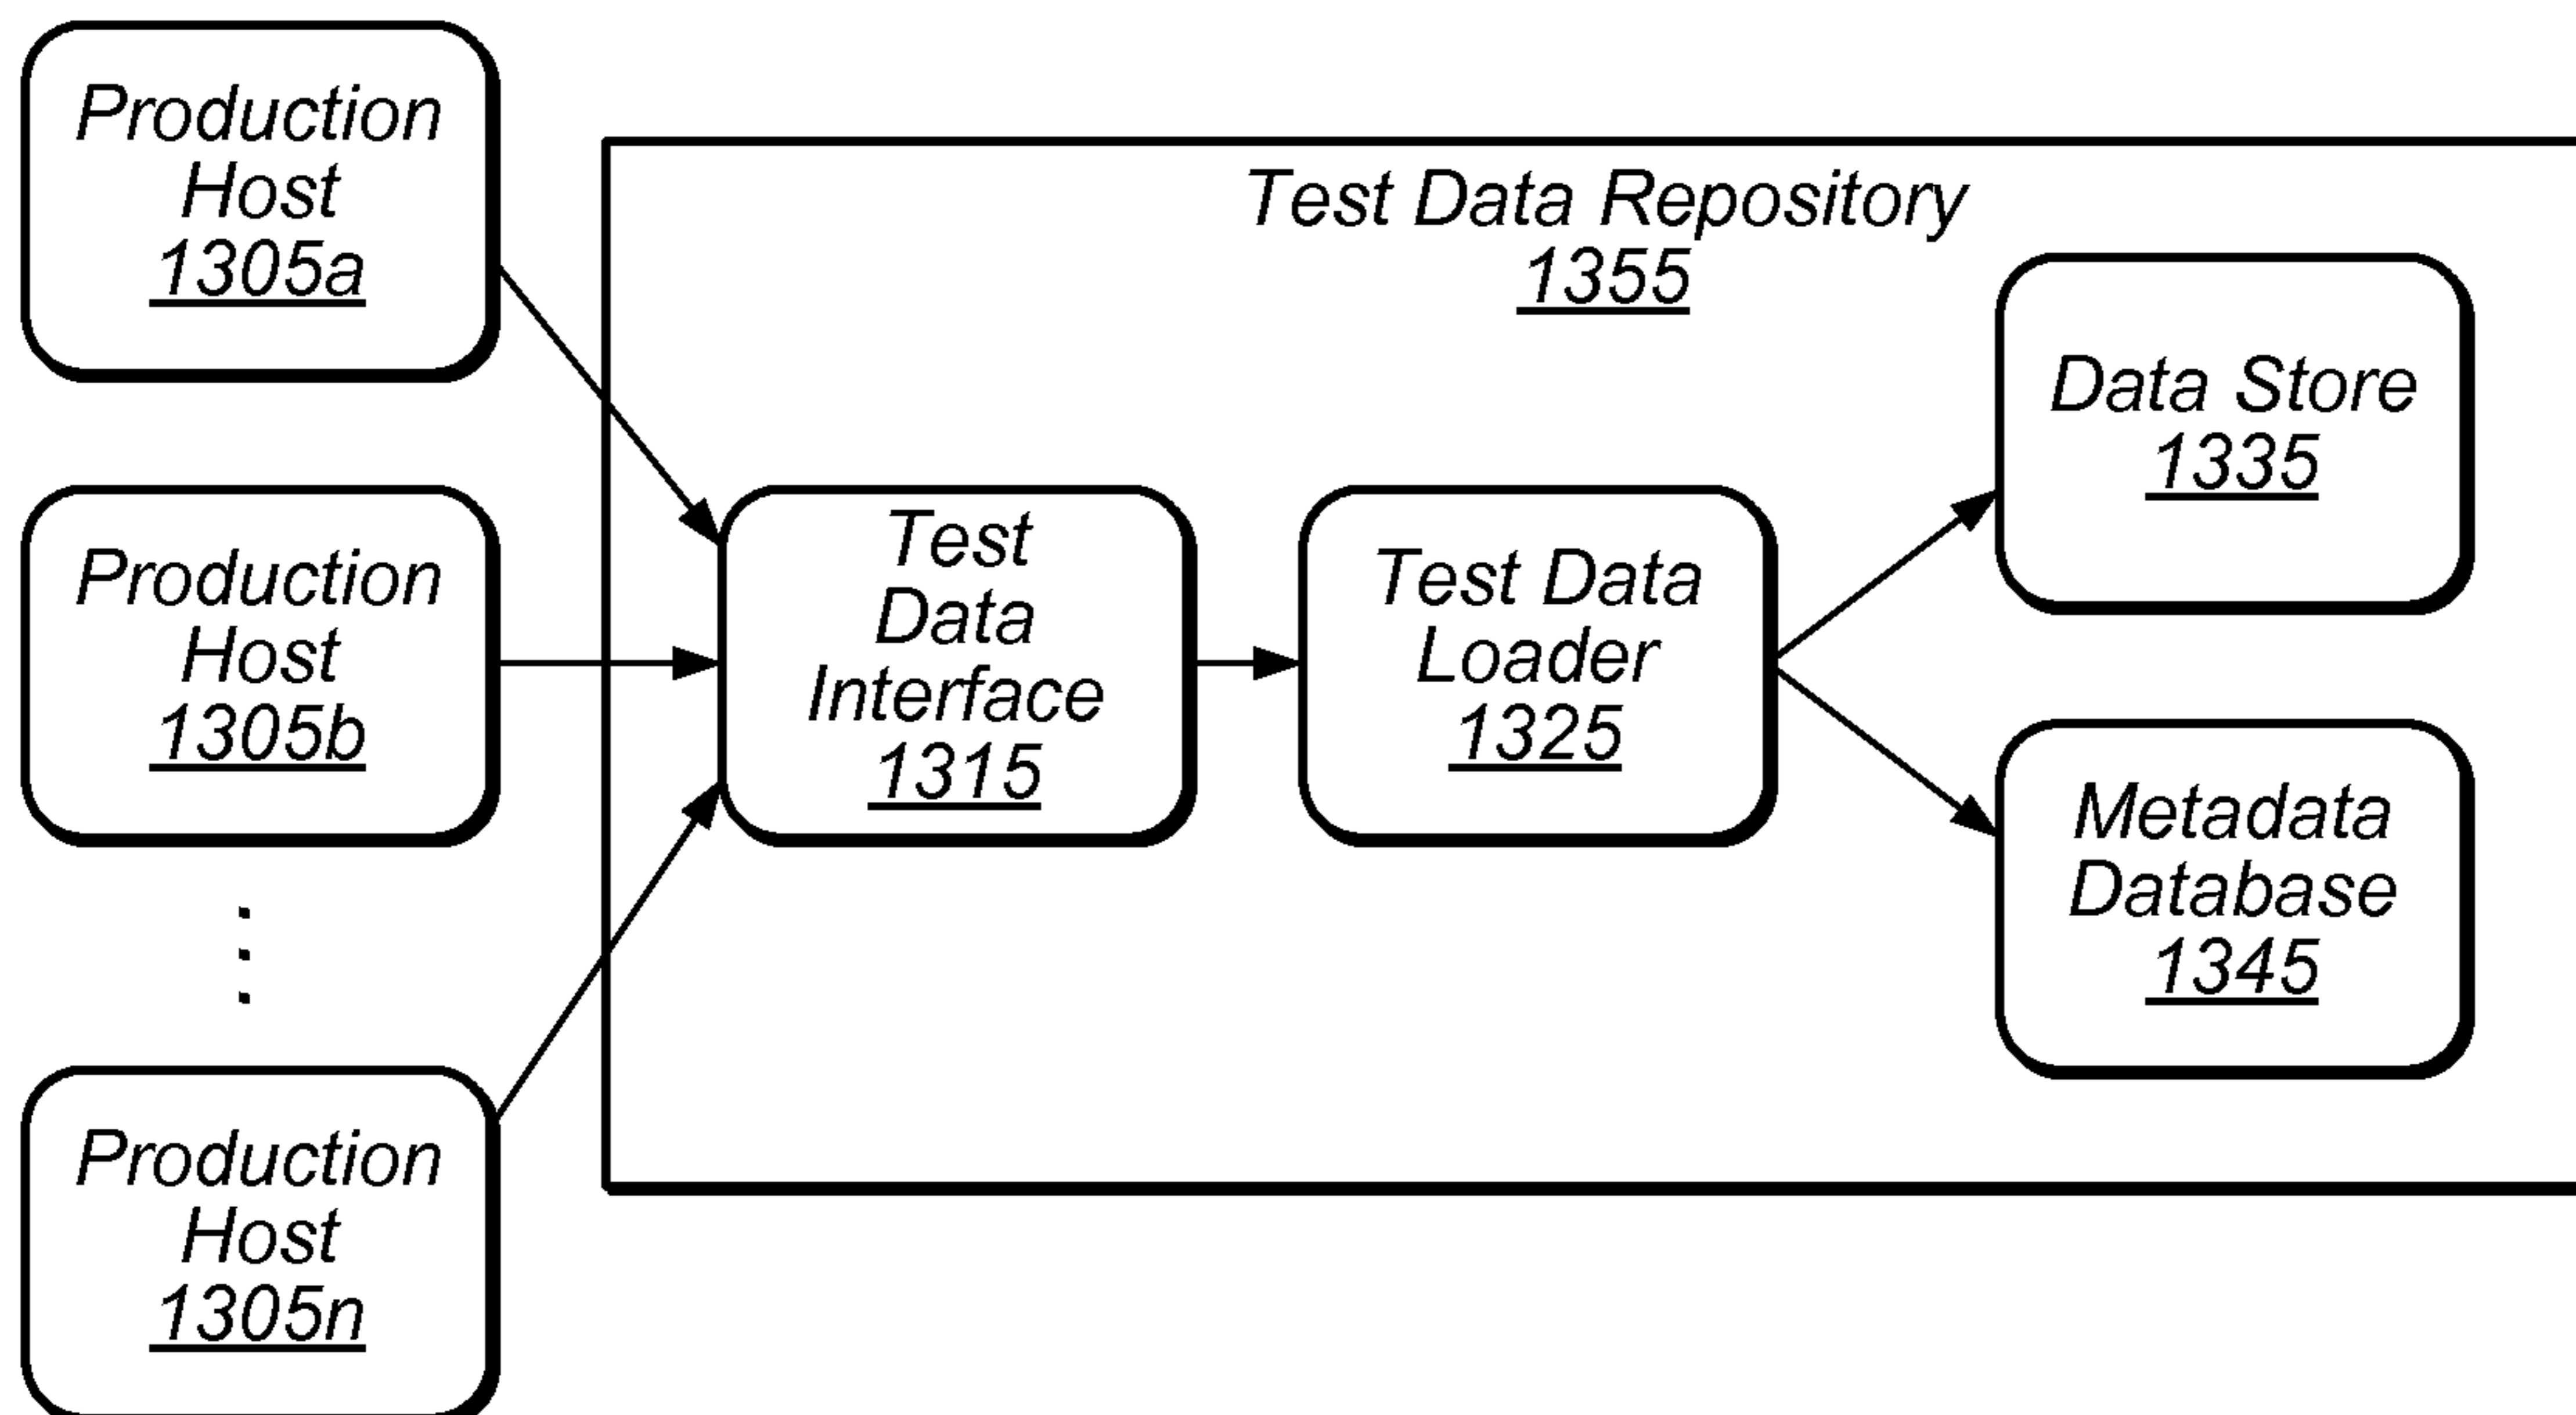 Production
Host
1305a
Production
Host
1305b
Production
Host
1305n
Test Data Repository
1355
Test
Data
Interface
1315
Test Data
Loader
1325
Data Store
1335
Metadata
Database
1345